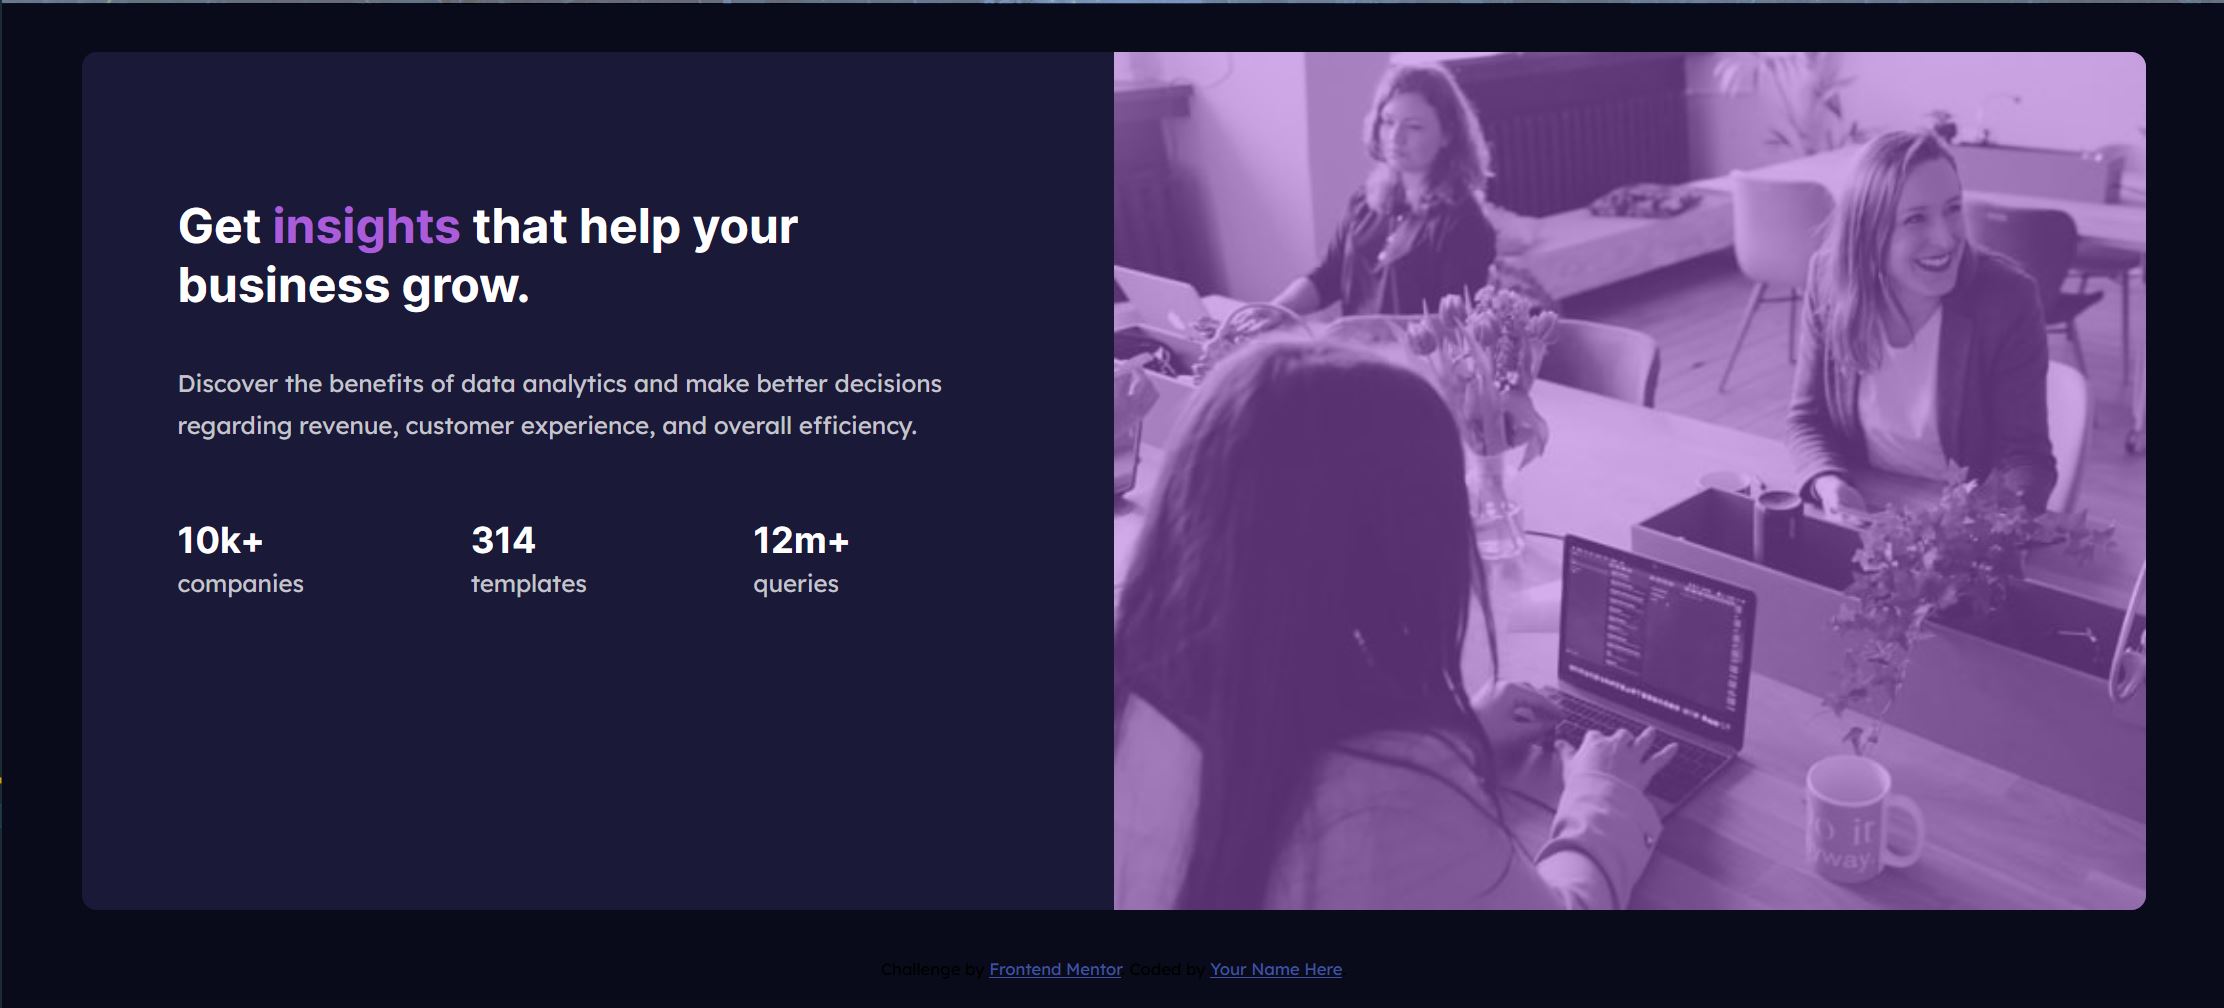 Get insights that help your
business grow.
Discover the benefits of data analytics and make better decisions
regarding revenue, customer experience, and overall efficiency.
10k+ 314 12m+
companies templates queries
it
way.
Challenge by Frontend Mentor. Coded by Your Name Here.